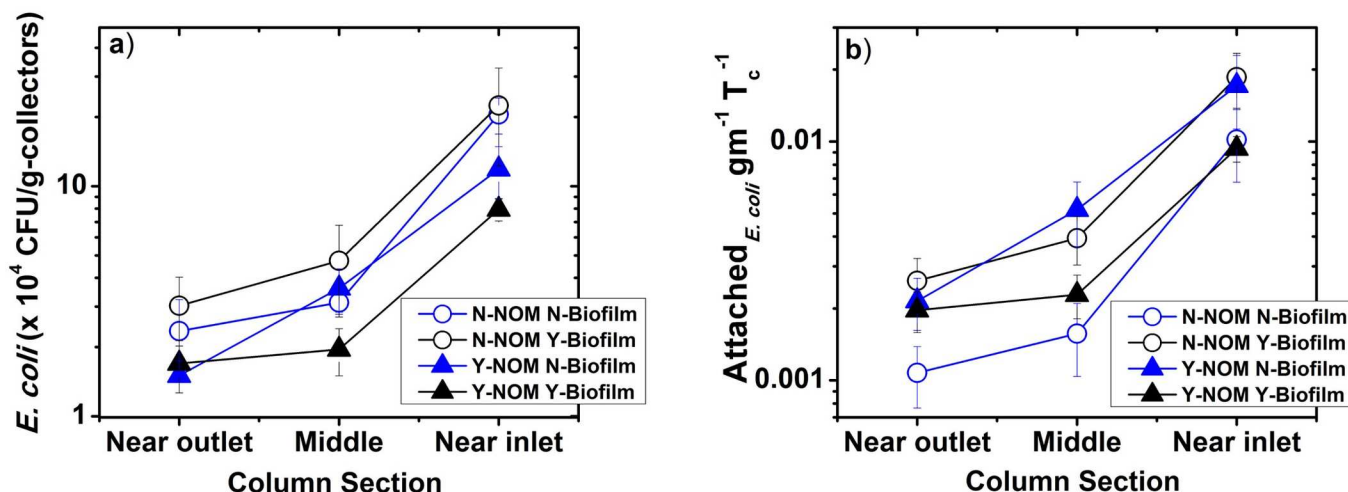 a)
E. coli (x 10⁴ CFU/g-collectors)
10
1
Near outlet Middle Near inlet
Column Section
N-NOM N-Biofilm
N-NOM Y-Biofilm
Y-NOM N-Biofilm
Y-NOM Y-Biofilm
b)
Attached E. coli gm⁻¹ Tc⁻¹
0.01
0.001
Near outlet Middle Near inlet
Column Section
N-NOM N-Biofilm
N-NOM Y-Biofilm
Y-NOM N-Biofilm
Y-NOM Y-Biofilm